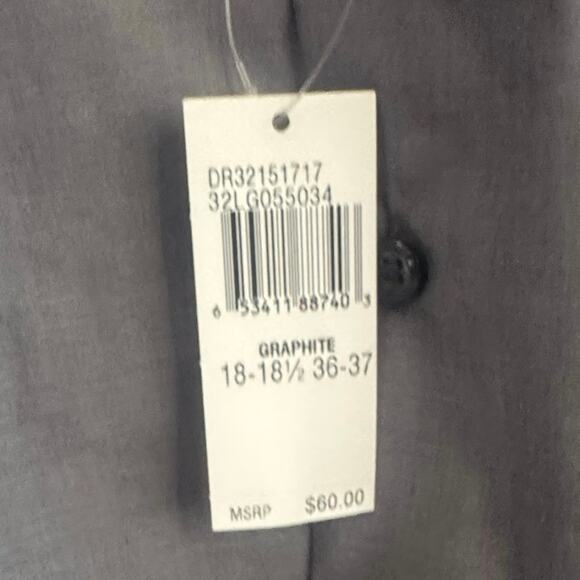 DR32151717
32LG055034
6 53411 88740 3
GRAPHITE
18-18½ 36-37
MSRP $60.00